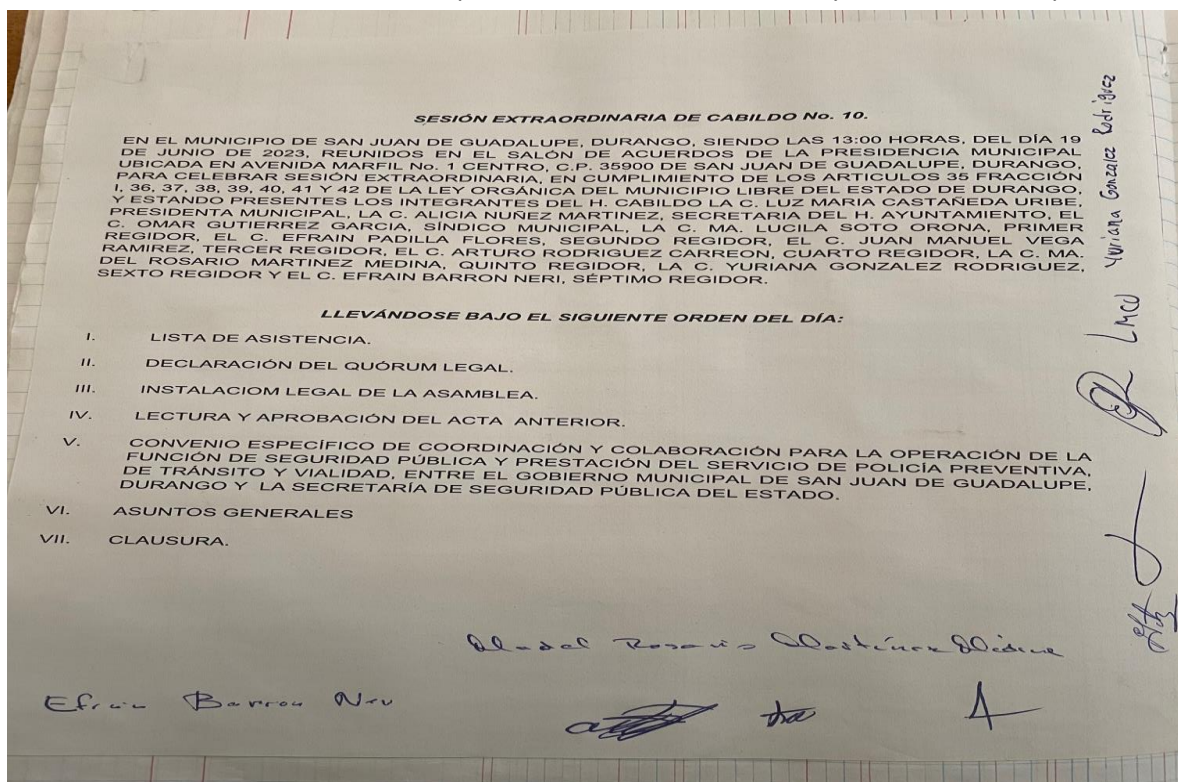 SESIÓN EXTRAORDINARIA DE CABILDO No. 10.
EN EL MUNICIPIO DE SAN JUAN DE GUADALUPE, DURANGO, SIENDO LAS 13:00 HORAS, DEL DÍA 19
DE JUNIO DE 2023, REUNIDOS EN EL SALÓN DE ACUERDOS DE LA PRESIDENCIA MUNICIPAL
UBICADA EN AVENIDA MARFIL No. 1 CENTRO, C.P. 35900 DE SAN JUAN DE GUADALUPE, DURANGO,
PARA CELEBRAR SESIÓN EXTRAORDINARIA, EN CUMPLIMIENTO DE LOS ARTICULOS 35 FRACCIÓN
I, 36, 37, 38, 39, 40, 41 Y 42 DE LA LEY ORGÁNICA DEL MUNICIPIO LIBRE DEL ESTADO DE DURANGO,
Y ESTANDO PRESENTES LOS INTEGRANTES DEL H. CABILDO LA C. LUZ MARIA CASTAÑEDA URIBE,
PRESIDENTA MUNICIPAL, LA C. ALICIA NUÑEZ MARTINEZ, SECRETARIA DEL H. AYUNTAMIENTO, EL
C. OMAR GUTIERREZ GARCIA, SÍNDICO MUNICIPAL, LA C. MA. LUCILA SOTO ORONA, PRIMER
REGIDOR, EL C. EFRAIN PADILLA FLORES, SEGUNDO REGIDOR, EL C. JUAN MANUEL VEGA
RAMIREZ, TERCER REGIDOR, EL C. ARTURO RODRIGUEZ CARREON, CUARTO REGIDOR, LA C. MA.
DEL ROSARIO MARTINEZ MEDINA, QUINTO REGIDOR, LA C. YURIANA GONZALEZ RODRIGUEZ,
SEXTO REGIDOR Y EL C. EFRAIN BARRON NERI, SÉPTIMO REGIDOR.
LLEVÁNDOSE BAJO EL SIGUIENTE ORDEN DEL DÍA:
I. LISTA DE ASISTENCIA.
II. DECLARACIÓN DEL QUÓRUM LEGAL.
III. INSTALACIOM LEGAL DE LA ASAMBLEA.
IV. LECTURA Y APROBACIÓN DEL ACTA ANTERIOR.
V. CONVENIO ESPECÍFICO DE COORDINACIÓN Y COLABORACIÓN PARA LA OPERACIÓN DE LA
FUNCIÓN DE SEGURIDAD PÚBLICA Y PRESTACIÓN DEL SERVICIO DE POLICÍA PREVENTIVA,
DE TRÁNSITO Y VIALIDAD, ENTRE EL GOBIERNO MUNICIPAL DE SAN JUAN DE GUADALUPE,
DURANGO Y LA SECRETARÍA DE SEGURIDAD PÚBLICA DEL ESTADO.
VI. ASUNTOS GENERALES
VII. CLAUSURA.
Yuriana Gonzalez Rodriguez
LMCU
Rosario
Efrain Barron